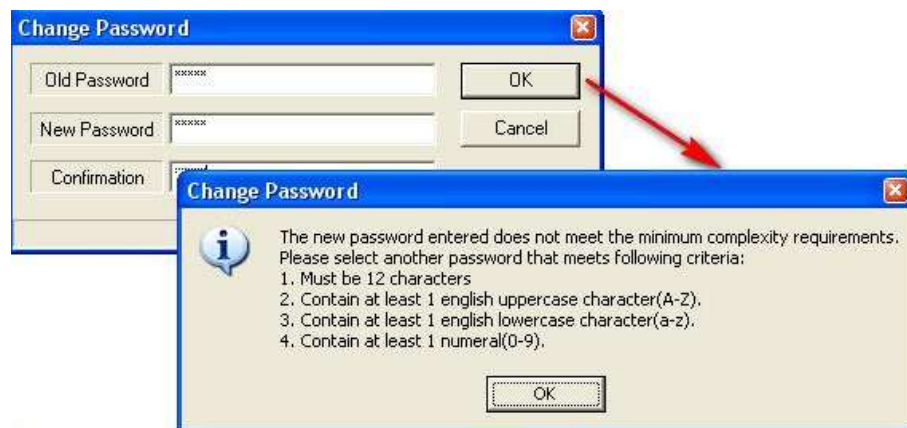 Change Password
Old Password xxxxx
OK
New Password xxxxx
Cancel
Confirmation
Change Password
The new password entered does not meet the minimum complexity requirements.
Please select another password that meets following criteria:
1. Must be 12 characters
2. Contain at least 1 english uppercase character(A-Z).
3. Contain at least 1 english lowercase character(a-z).
4. Contain at least 1 numeral(0-9).
OK